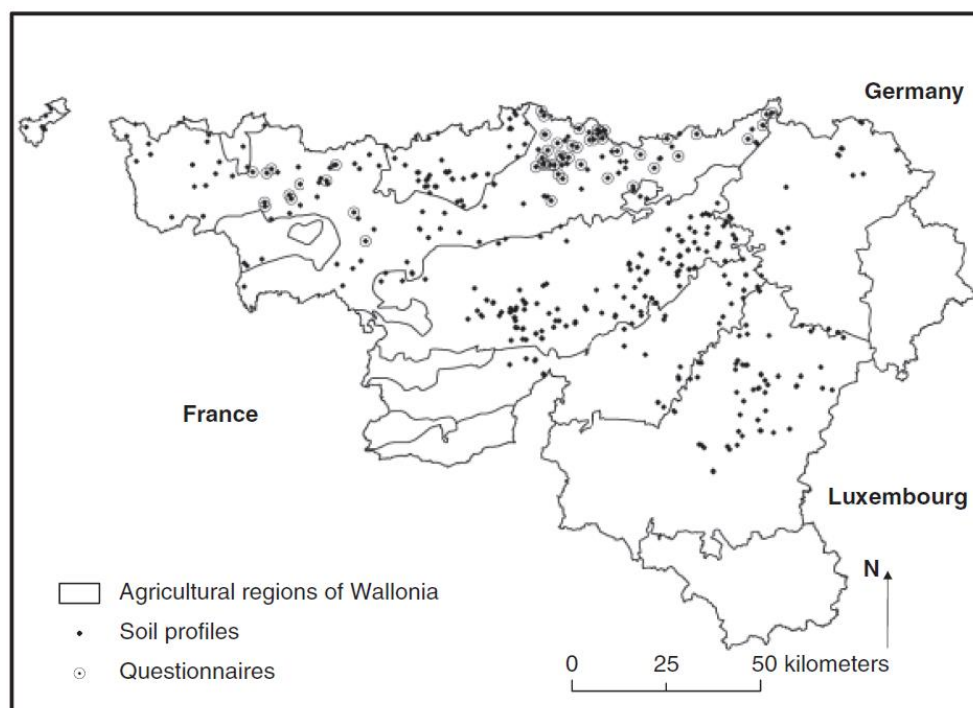 Germany
France
Luxembourg
N
Agricultural regions of Wallonia
Soil profiles
Questionnaires
0 25 50 kilometers